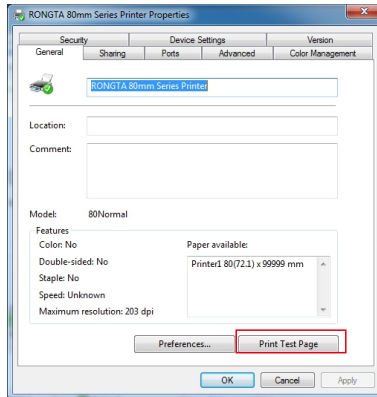 RONGTA 80mm Series Printer Properties
Security Device Settings Version
General Sharing Ports Advanced Color Management
RONGTA 80mm Series Printer
Location:
Comment:
Model: 80Normal
Features
Color: No Paper available:
Double-sided: No Printer1 80(72.1) x 99999 mm
Staple: No
Speed: Unknown
Maximum resolution: 203 dpi
Preferences... Print Test Page
OK Cancel Apply